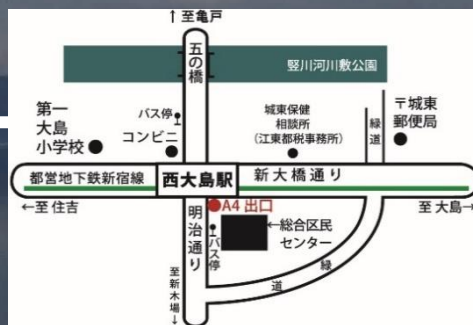 ↑至亀戸
五の橋
竪川河川敷公園
第一
大島
小学校
バス停
コンビニ
城東保健
相談所
(江東都税事務所)
緑道
〒城東
郵便局
都営地下鉄新宿線
西大島駅
新大橋通り
←至 住吉
A4 出口
至 大島→
明治通り
バス停
←総合区民
センター
至新木場↓
緑
道